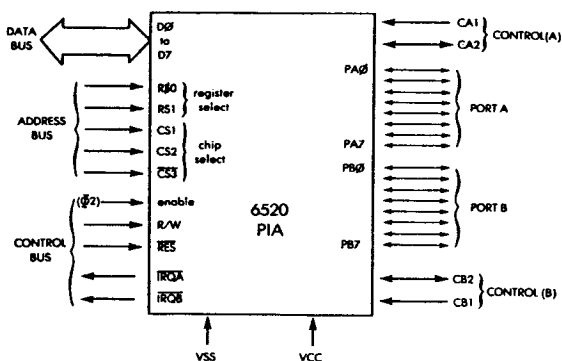 DATA BUS
DØ
to
D7
ADDRESS BUS
RS0
RS1
register select
CS1
CS2
CS3
chip select
CONTROL BUS
(Φ2)
enable
R/W
RES
IRQA
IRQB
6520
PIA
VSS
VCC
CA1
CA2
CONTROL(A)
PAØ
PA7
PORT A
PBØ
PB7
PORT B
CB2
CB1
CONTROL (B)